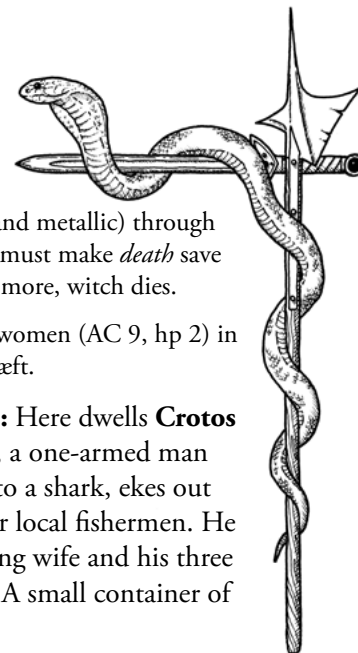 and metallic) through
must make death save
more, witch dies.
women (AC 9, hp 2) in
æft.
: Here dwells Crotos
, a one-armed man
to a shark, ekes out
r local fishermen. He
ng wife and his three
A small container of